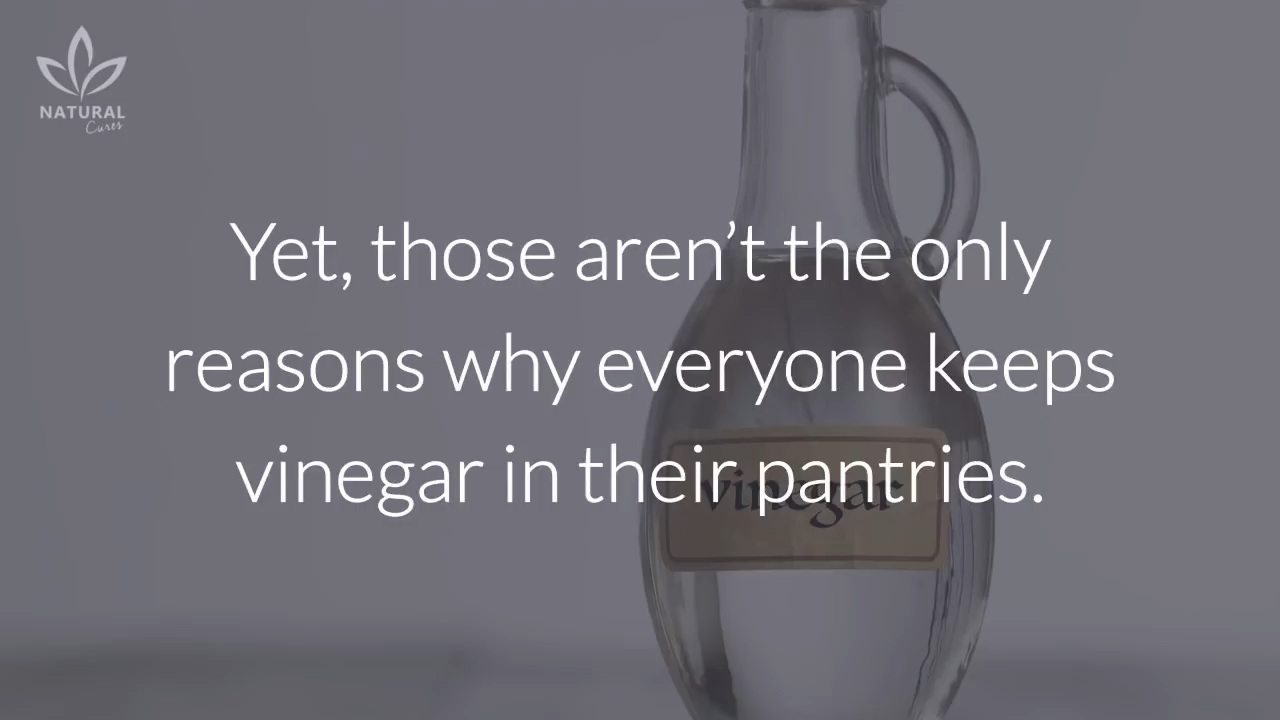 NATURAL
Cures
Yet, those aren’t the only
reasons why everyone keeps
vinegar in their pantries.
vinegar